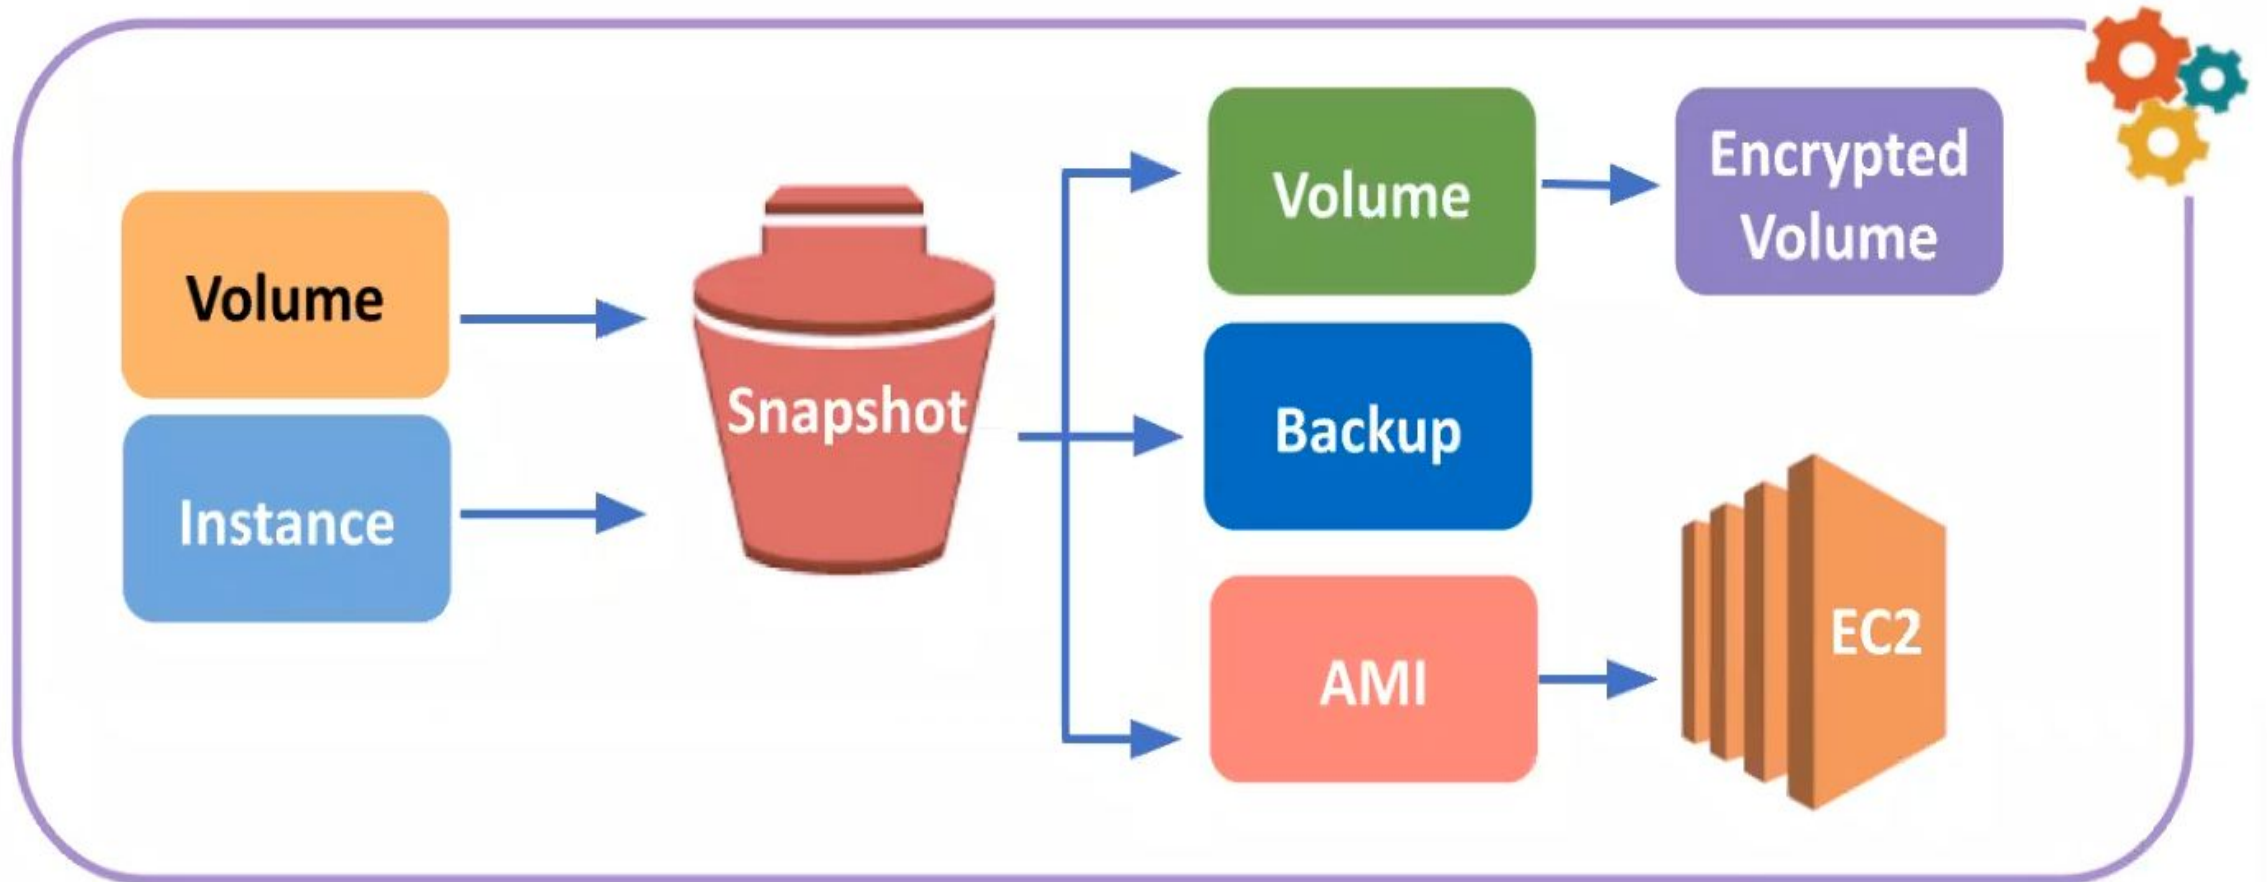 Volume
Instance
Snapshot
Volume
Encrypted
Volume
Backup
AMI
EC2